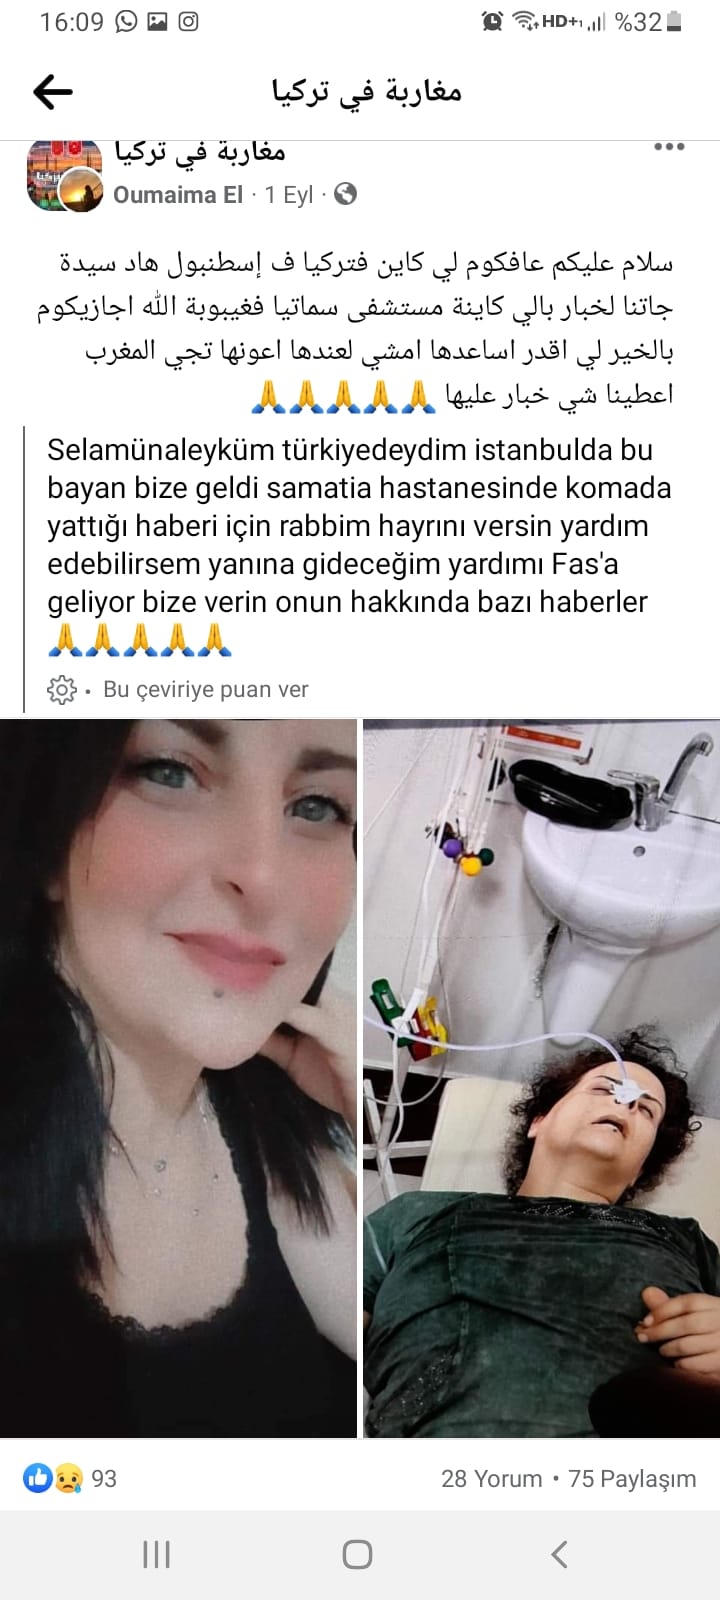 16:09
HD+
%32
مغاربة في تركيا
مغاربة في تركيا
Oumaima El · 1 Eyl ·
سلام عليكم عافكوم لي كاين فتركيا ف إسطنبول هاد سيدة
جاتنا لخبار بالي كاينة مستشفى سماتيا فغيبوبة الله اجازيكوم
بالخير لي اقدر اساعدها امشي لعندها اعونها تجي المغرب
اعطينا شي خبار عليها 🙏🙏🙏🙏🙏
Selamünaleyküm türkiyedeydim istanbulda bu
bayan bize geldi samatia hastanesinde komada
yattığı haberi için rabbim hayrını versin yardım
edebilirsem yanına gideceğim yardımı Fas'a
geliyor bize verin onun hakkında bazı haberler
🙏🙏🙏🙏🙏
· Bu çeviriye puan ver
93
28 Yorum • 75 Paylaşım